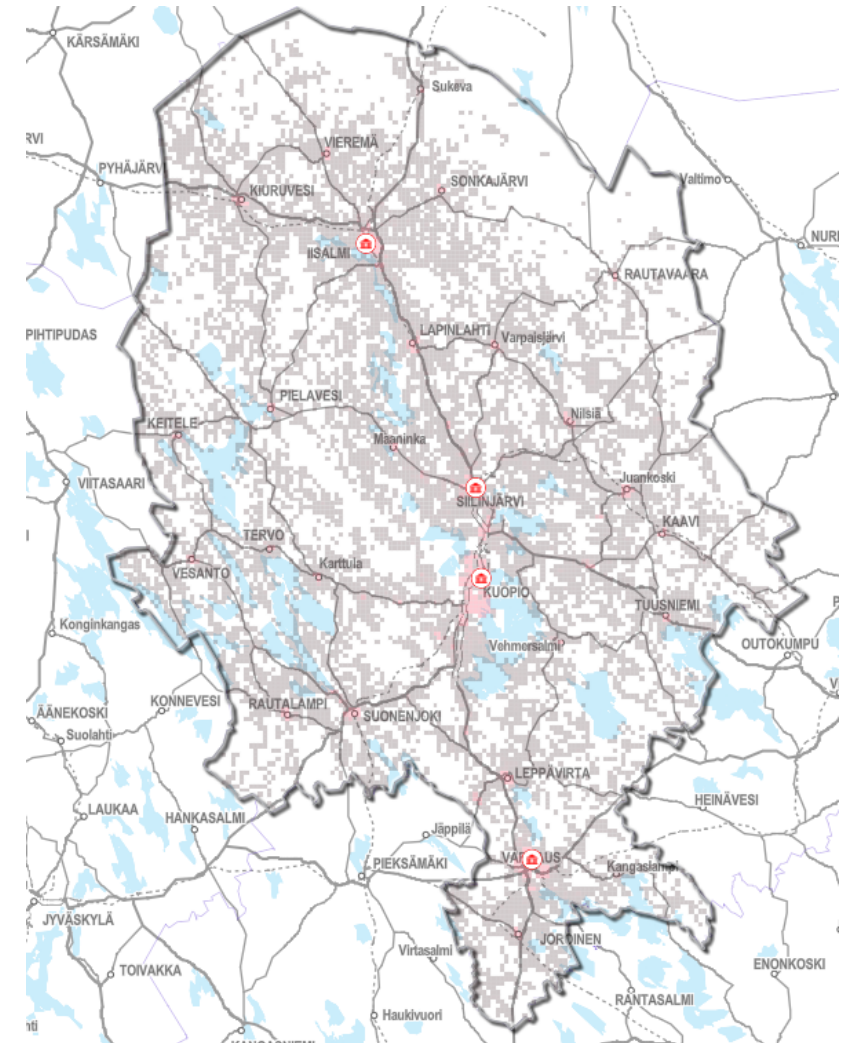 KÄRSÄMÄKI
Sukeva
RVI
VIEREMÄ
PYHÄJÄRVI
Valtimo
KIURUVESI
SONKAJÄRVI
NURI
IISALMI
RAUTAVAARA
PIHTIPUDAS
LAPINLAHTI
Varpaisjärvi
PIELAVESI
Nilsiä
KEITELE
Maaninka
VIITASAARI
Juankoski
SIILINJÄRVI
KAAVI
TERVO
VESANTO
Karttula
KUOPIO
TUUSNIEMI
Konginkangas
Vehmersalmi
OUTOKUMPU
KONNEVESI
RAUTALAMPI
ÄÄNEKOSKI
SUONENJOKI
Suolahti
LEPPÄVIRTA
HEINÄVESI
LAUKAA
HANKASALMI
Jäppilä
PIEKSÄMÄKI
Kangaslampi
JYVÄSKYLÄ
JOROINEN
Virtasalmi
TOIVAKKA
ENONKOSKI
RANTASALMI
Haukivuori